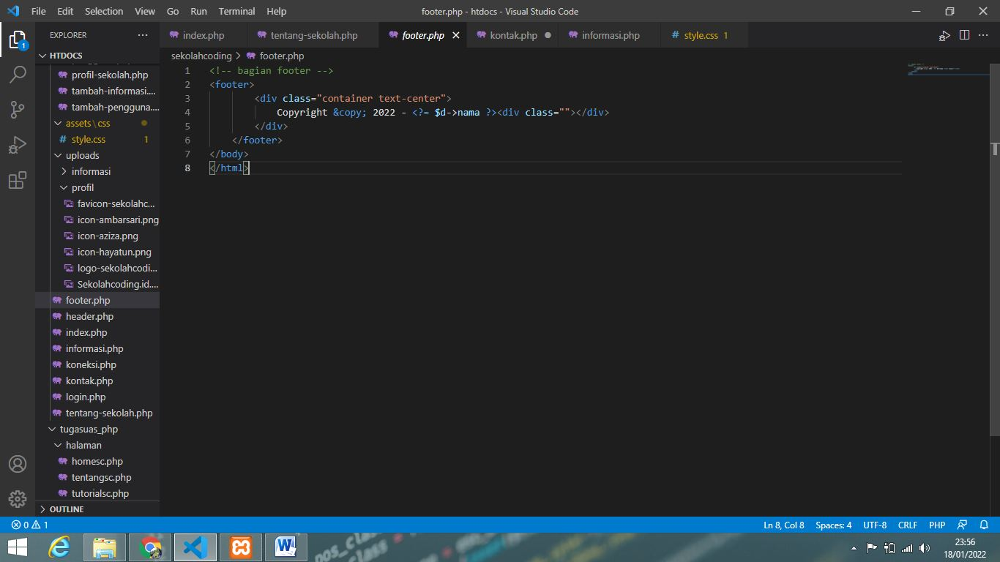 File Edit Selection View Go Run Terminal Help footer.php - htdocs - Visual Studio Code
EXPLORER ...
index.php tentang-sekolah.php footer.php kontak.php informasi.php # style.css 1
HTDOCS
sekolahcoding > footer.php
1 <!-- bagian footer -->
2 <footer>
3 <div class="container text-center">
4 Copyright &copy; 2022 - <?= $d->nama ?><div class=""></div>
5 </div>
6 </footer>
7 </body>
8 </html>
profil-sekolah.php
tambah-informasi....
tambah-pengguna....
assets\css
# style.css 1
uploads
informasi
profil
favicon-sekolahc...
icon-ambarsari.png
icon-aziza.png
icon-hayatun.png
logo-sekolahcodi...
Sekolahcoding.id....
footer.php
header.php
index.php
informasi.php
koneksi.php
kontak.php
login.php
tentang-sekolah.php
tugasuas_php
halaman
homesc.php
tentangsc.php
tutorialsc.php
OUTLINE
1
0 1 Ln 8, Col 8 Spaces: 4 UTF-8 CRLF PHP
23:56
18/01/2022